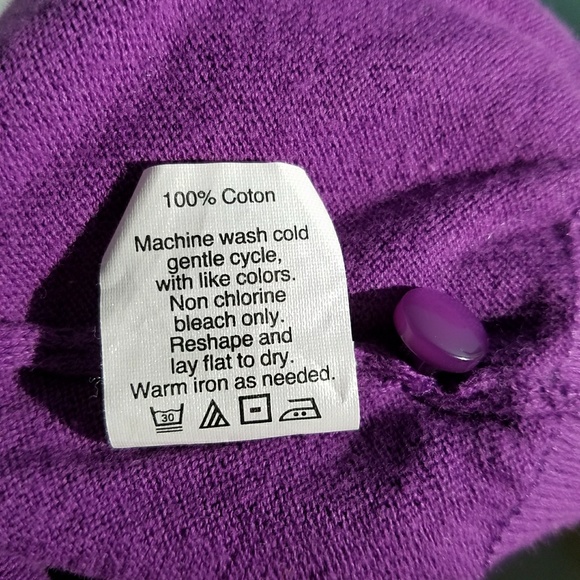 100% Coton
Machine wash cold
gentle cycle,
with like colors.
Non chlorine
bleach only.
Reshape and
lay flat to dry.
Warm iron as needed.
30